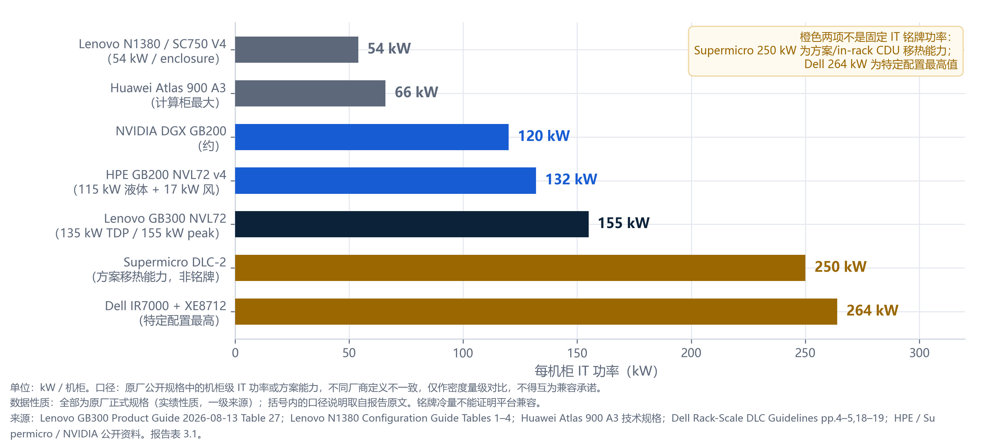 橙色两项不是固定 IT 铭牌功率：
Supermicro 250 kW 为方案/in-rack CDU 移热能力；
Dell 264 kW 为特定配置最高值
Lenovo N1380 / SC750 V4
（54 kW / enclosure）
54 kW
Huawei Atlas 900 A3
（计算柜最大）
66 kW
NVIDIA DGX GB200
（约）
120 kW
HPE GB200 NVL72 v4
（115 kW 液体 + 17 kW 风）
132 kW
Lenovo GB300 NVL72
（135 kW TDP / 155 kW peak）
155 kW
Supermicro DLC-2
（方案移热能力，非铭牌）
250 kW
Dell IR7000 + XE8712
（特定配置最高）
264 kW
0 50 100 150 200 250 300
每机柜 IT 功率（kW）
单位：kW / 机柜。口径：原厂公开规格中的机柜级 IT 功率或方案能力，不同厂商定义不一致，仅作密度量级对比，不得互为兼容承诺。
数据性质：全部为原厂正式规格（实绩性质，一级来源）；括号内的口径说明取自报告原文。铭牌冷量不能证明平台兼容。
来源：Lenovo GB300 Product Guide 2026-08-13 Table 27；Lenovo N1380 Configuration Guide Tables 1–4；Huawei Atlas 900 A3 技术规格；Dell Rack-Scale DLC Guidelines pp.4–5,18–19；HPE / Su
permicro / NVIDIA 公开资料。报告表 3.1。